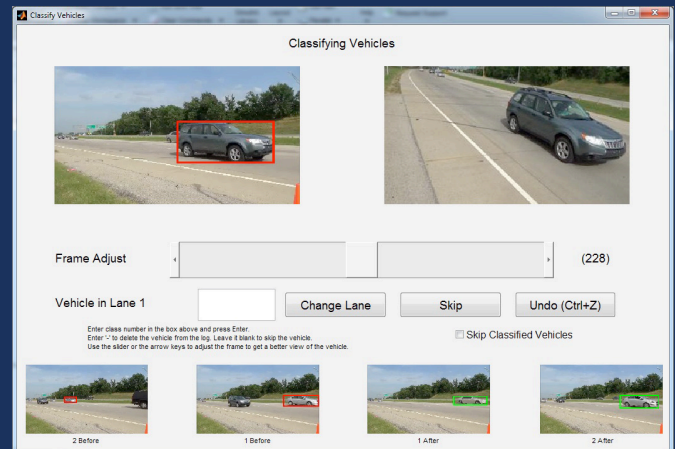 Classify Vehicles
Classifying Vehicles
Frame Adjust
(228)
Vehicle in Lane 1
Change Lane
Skip
Undo (Ctrl+Z)
Enter class number in the box above and press Enter.
Enter '-' to delete the vehicle from the log. Leave it blank to skip the vehicle.
Use the slider or the arrow keys to adjust the frame to get a better view of the vehicle.
Skip Classified Vehicles
2 Before
1 Before
1 After
2 After